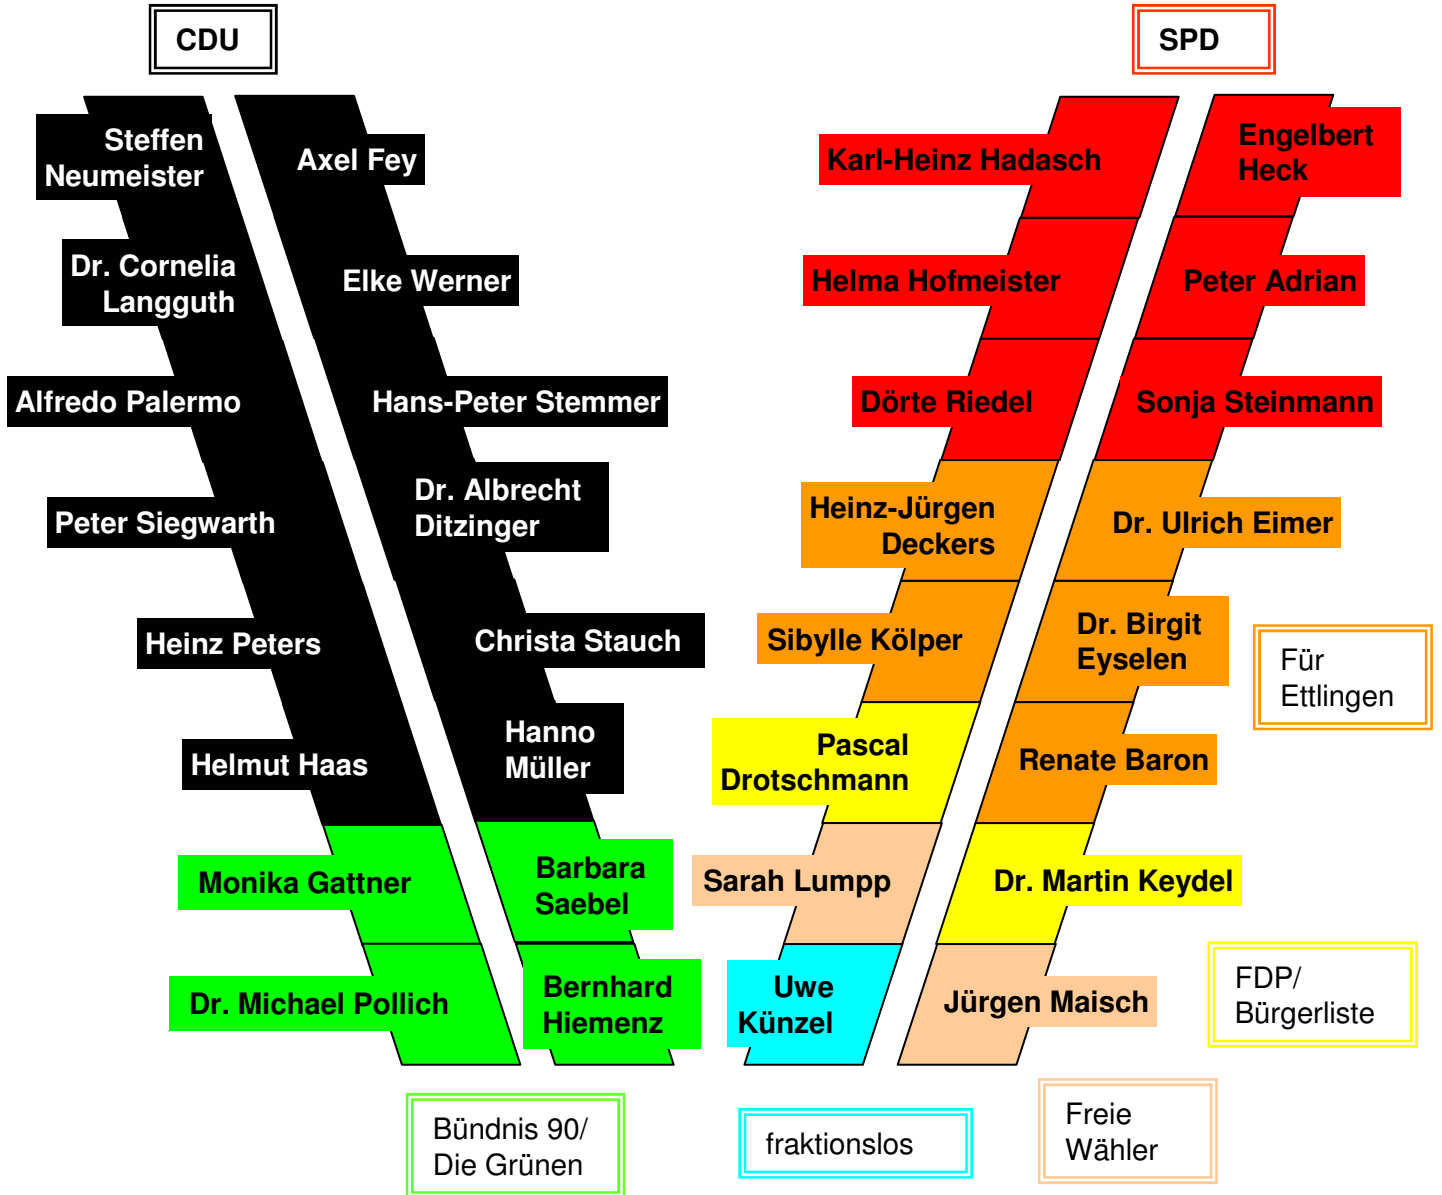 CDU
SPD
Steffen
Neumeister
Axel Fey
Karl-Heinz Hadasch
Engelbert
Heck
Dr. Cornelia
Langguth
Elke Werner
Helma Hofmeister
Peter Adrian
Alfredo Palermo
Hans-Peter Stemmer
Dörte Riedel
Sonja Steinmann
Peter Siegwarth
Dr. Albrecht
Ditzinger
Heinz-Jürgen
Deckers
Dr. Ulrich Eimer
Heinz Peters
Christa Stauch
Sibylle Kölper
Dr. Birgit
Eyselen
Für
Ettlingen
Helmut Haas
Hanno
Müller
Pascal
Drotschmann
Renate Baron
Monika Gattner
Barbara
Saebel
Sarah Lumpp
Dr. Martin Keydel
Dr. Michael Pollich
Bernhard
Hiemenz
Uwe
Künzel
Jürgen Maisch
FDP/
Bürgerliste
Bündnis 90/
Die Grünen
fraktionslos
Freie
Wähler